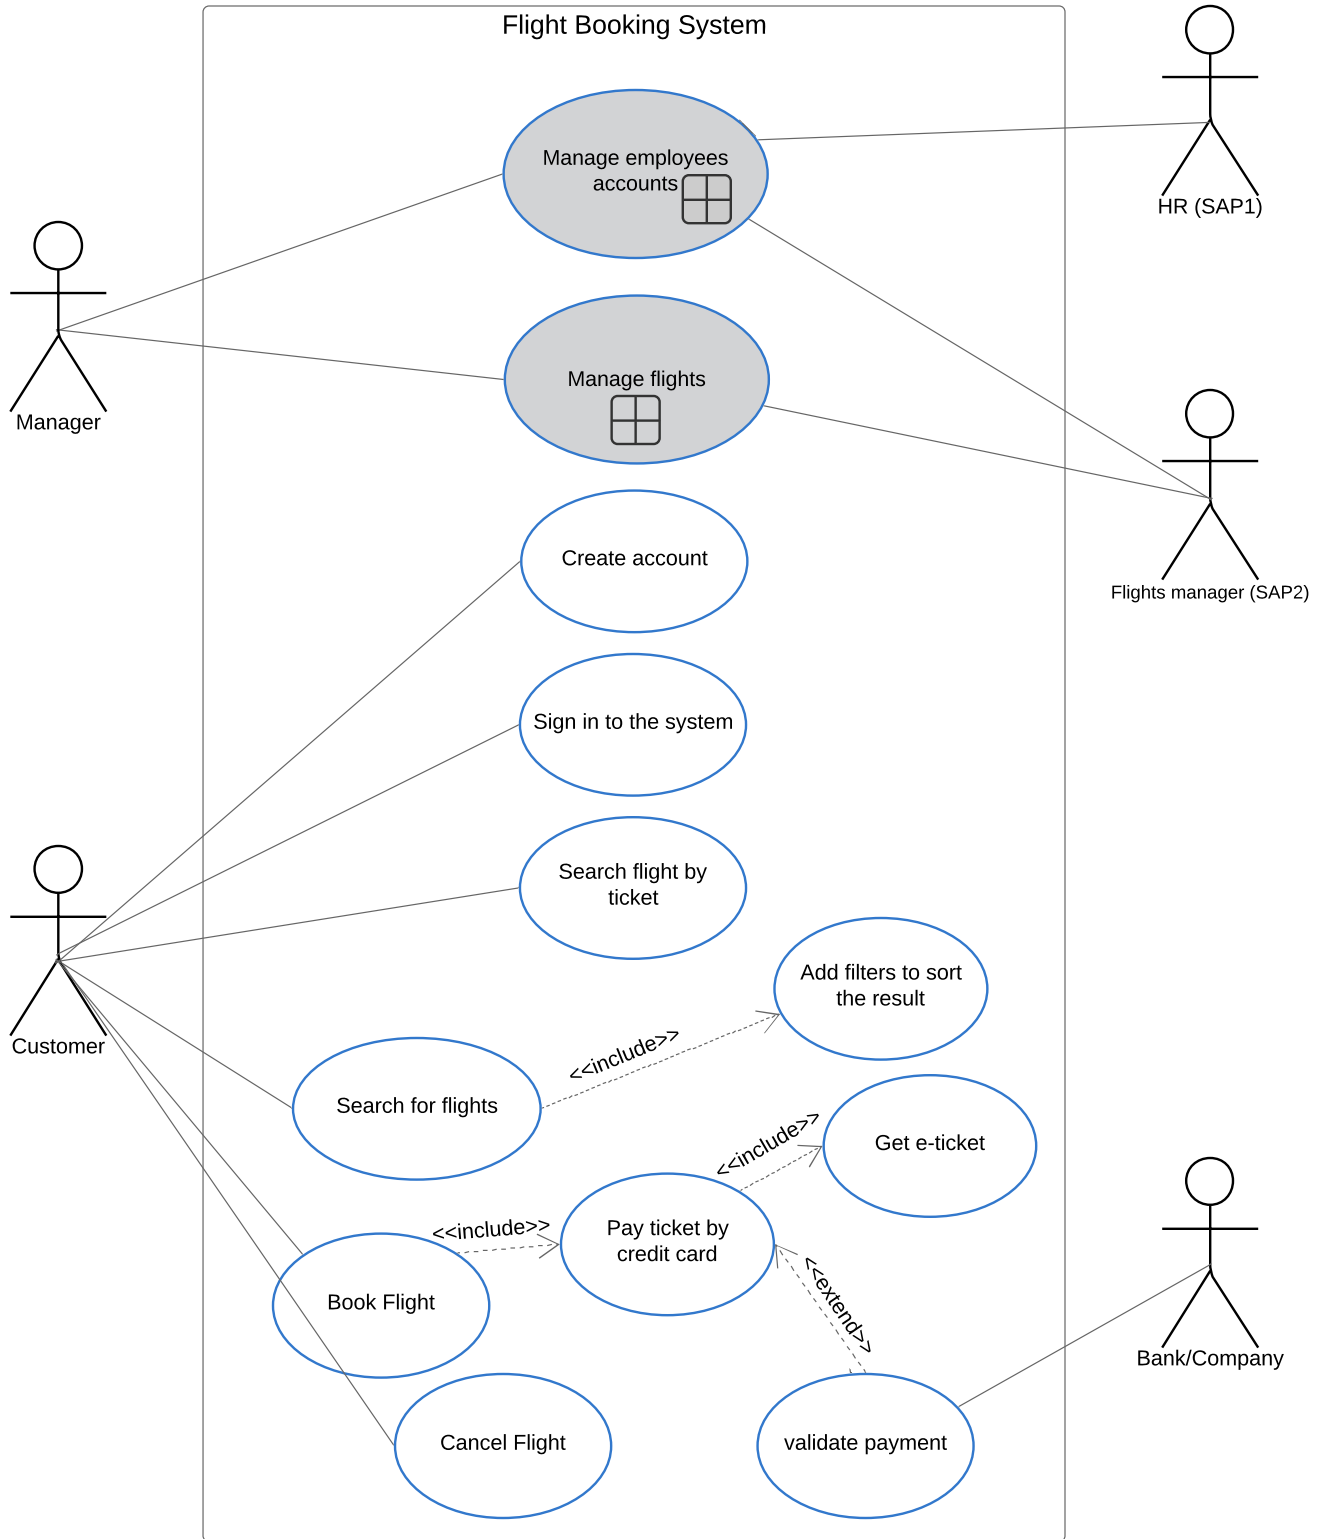 Flight Booking System
Manage employees
accounts
HR (SAP1)
Manager
Manage flights
Flights manager (SAP2)
Create account
Sign in to the system
Search flight by
ticket
Customer
Add filters to sort
the result
<<include>>
Search for flights
<<include>>
Get e-ticket
<<include>>
Pay ticket by
credit card
Book Flight
<<extend>>
Bank/Company
Cancel Flight
validate payment